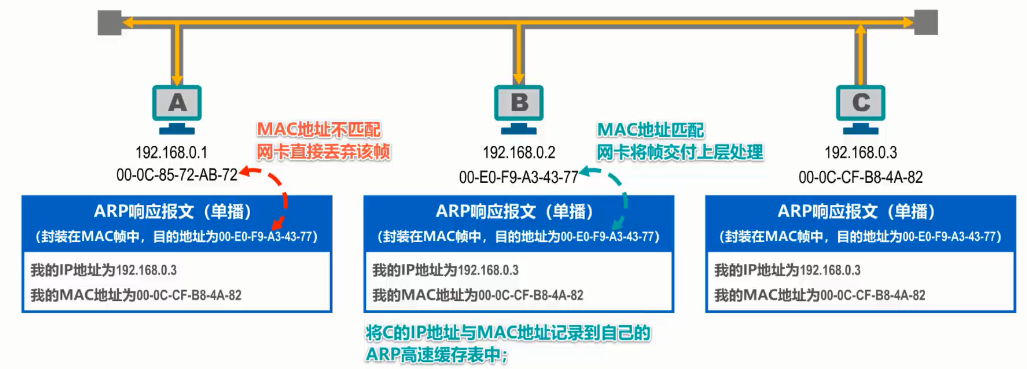 A
B
C
MAC地址不匹配
网卡直接丢弃该帧
MAC地址匹配
网卡将帧交付上层处理
192.168.0.1
00-0C-85-72-AB-72
192.168.0.2
00-E0-F9-A3-43-77
192.168.0.3
00-0C-CF-B8-4A-82
ARP响应报文（单播）
（封装在MAC帧中，目的地址为00-E0-F9-A3-43-77）
我的IP地址为192.168.0.3
我的MAC地址为00-0C-CF-B8-4A-82
ARP响应报文（单播）
（封装在MAC帧中，目的地址为00-E0-F9-A3-43-77）
我的IP地址为192.168.0.3
我的MAC地址为00-0C-CF-B8-4A-82
ARP响应报文（单播）
（封装在MAC帧中，目的地址为00-E0-F9-A3-43-77）
我的IP地址为192.168.0.3
我的MAC地址为00-0C-CF-B8-4A-82
将C的IP地址与MAC地址记录到自己的
ARP高速缓存表中；